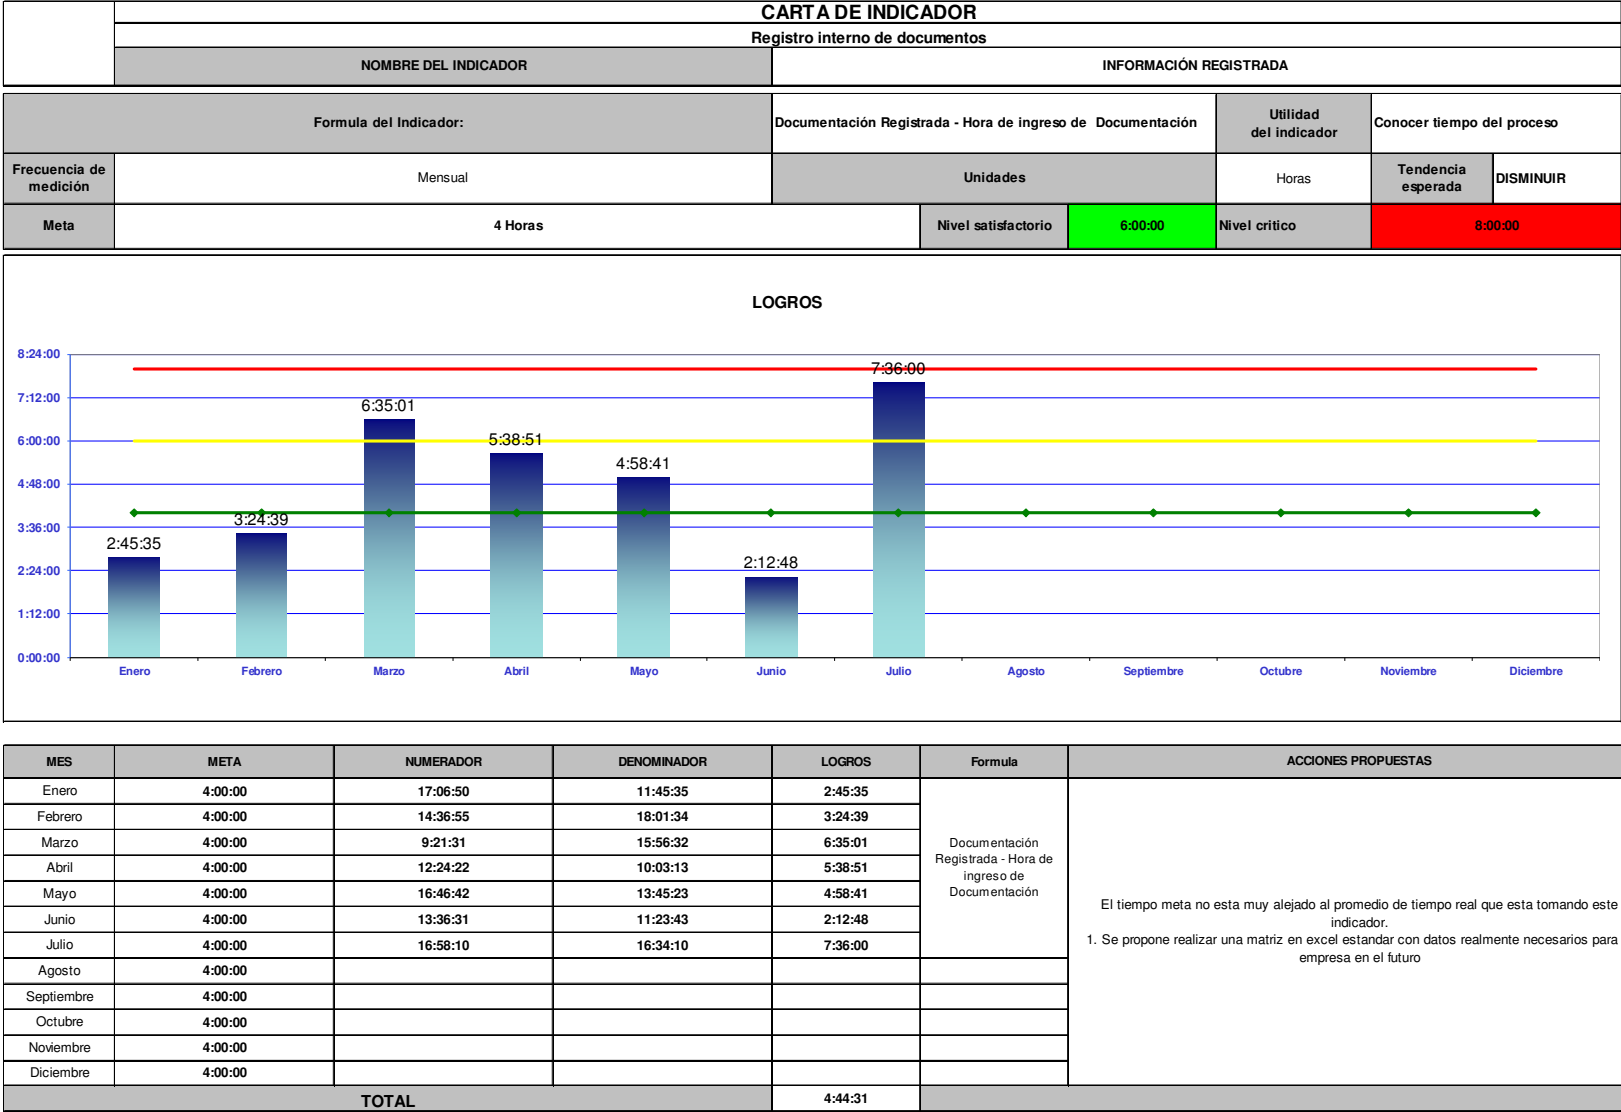 CARTA DE INDICADOR
Registro interno de documentos
NOMBRE DEL INDICADOR
INFORMACIÓN REGISTRADA
Formula del Indicador:
Documentación Registrada - Hora de ingreso de Documentación
Utilidad
del indicador
Conocer tiempo del proceso
Frecuencia de
medición
Mensual
Unidades
Horas
Tendencia
esperada
DISMINUIR
Meta
4 Horas
Nivel satisfactorio
6:00:00
Nivel critico
8:00:00
LOGROS
8:24:00
7:12:00
6:00:00
4:48:00
3:36:00
2:24:00
1:12:00
0:00:00
2:45:35
3:24:39
6:35:01
5:38:51
4:58:41
2:12:48
7:36:00
Enero Febrero Marzo Abril Mayo Junio Julio Agosto Septiembre Octubre Noviembre Diciembre
MES META NUMERADOR DENOMINADOR LOGROS Formula ACCIONES PROPUESTAS
Enero 4:00:00 17:06:50 11:45:35 2:45:35
Febrero 4:00:00 14:36:55 18:01:34 3:24:39
Marzo 4:00:00 9:21:31 15:56:32 6:35:01
Abril 4:00:00 12:24:22 10:03:13 5:38:51
Mayo 4:00:00 16:46:42 13:45:23 4:58:41
Junio 4:00:00 13:36:31 11:23:43 2:12:48
Julio 4:00:00 16:58:10 16:34:10 7:36:00
Agosto 4:00:00
Septiembre 4:00:00
Octubre 4:00:00
Noviembre 4:00:00
Diciembre 4:00:00
Documentación
Registrada - Hora de
ingreso de
Documentación
El tiempo meta no esta muy alejado al promedio de tiempo real que esta tomando este
indicador.
1. Se propone realizar una matriz en excel estandar con datos realmente necesarios para
empresa en el futuro
TOTAL 4:44:31